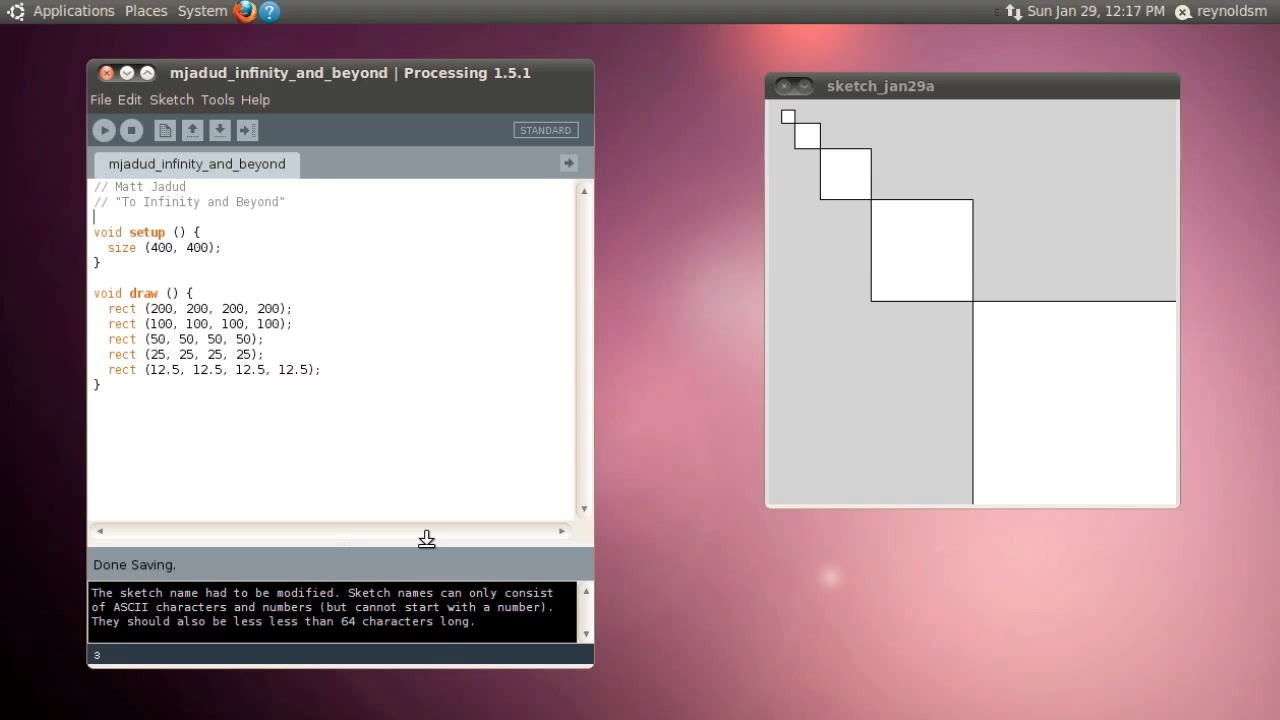 Applications Places System
Sun Jan 29, 12:17 PM reynoldsm
mjadud_infinity_and_beyond | Processing 1.5.1
File Edit Sketch Tools Help
STANDARD
mjadud_infinity_and_beyond
// Matt Jadud
// "To Infinity and Beyond"
void setup () {
size (400, 400);
}
void draw () {
rect (200, 200, 200, 200);
rect (100, 100, 100, 100);
rect (50, 50, 50, 50);
rect (25, 25, 25, 25);
rect (12.5, 12.5, 12.5, 12.5);
}
Done Saving.
The sketch name had to be modified. Sketch names can only consist
of ASCII characters and numbers (but cannot start with a number).
They should also be less less than 64 characters long.
3
sketch_jan29a